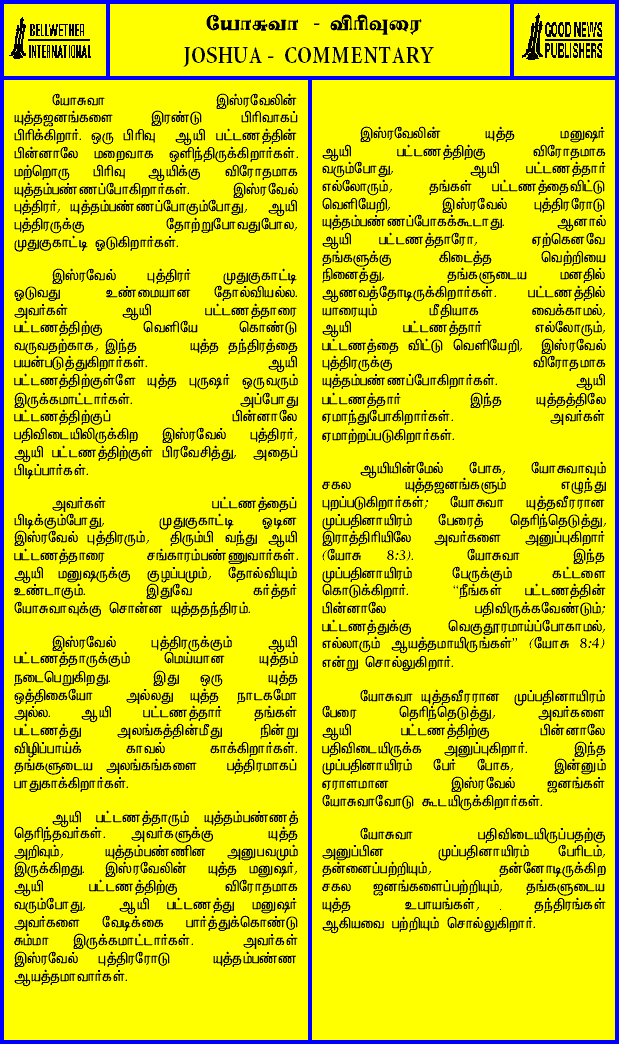 BELLWETHER
INTERNATIONAL
யோசுவா - விரிவுரை
JOSHUA - COMMENTARY
GOOD NEWS
PUBLISHERS
யோசுவா இஸ்ரவேலின்
யுத்தஜனங்களை இரண்டு பிரிவாகப்
பிரிக்கிறார். ஒரு பிரிவு ஆயி பட்டணத்தின்
பின்னாலே மறைவாக ஒளிந்திருக்கிறார்கள்.
மற்றொரு பிரிவு ஆயிக்கு விரோதமாக
யுத்தம்பண்ணப்போகிறார்கள். இஸ்ரவேல்
புத்திரர், யுத்தம்பண்ணப்போகும்போது, ஆயி
புத்திரருக்கு தோற்றுபோவதுபோல,
முதுகுகாட்டி ஓடுகிறார்கள்.
இஸ்ரவேல் புத்திரர் முதுகுகாட்டி
ஓடுவது உண்மையான தோல்வியல்ல.
அவர்கள் ஆயி பட்டணத்தாரை
பட்டணத்திற்கு வெளியே கொண்டு
வருவதற்காக, இந்த யுத்த தந்திரத்தை
பயன்படுத்துகிறார்கள். ஆயி
பட்டணத்திற்குள்ளே யுத்த புருஷர் ஒருவரும்
இருக்கமாட்டார்கள். அப்போது
பட்டணத்திற்குப் பின்னாலே
பதிவிடையிலிருக்கிற இஸ்ரவேல் புத்திரர்,
ஆயி பட்டணத்திற்குள் பிரவேசித்து, அதைப்
பிடிப்பார்கள்.
அவர்கள் பட்டணத்தைப்
பிடிக்கும்போது, முதுகுகாட்டி ஓடின
இஸ்ரவேல் புத்திரரும், திரும்பி வந்து ஆயி
பட்டணத்தாரை சங்காரம்பண்ணுவார்கள்.
ஆயி மனுஷருக்கு குழப்பமும், தோல்வியும்
உண்டாகும். இதுவே கர்த்தர்
யோசுவாவுக்கு சொன்ன யுத்ததந்திரம்.
இஸ்ரவேல் புத்திரருக்கும் ஆயி
பட்டணத்தாருக்கும் மெய்யான யுத்தம்
நடைபெறுகிறது. இது ஒரு யுத்த
ஒத்திகையோ அல்லது யுத்த நாடகமோ
அல்ல. ஆயி பட்டணத்தார் தங்கள்
பட்டணத்து அலங்கத்தின்மீது நின்று
விழிப்பாய்க் காவல் காக்கிறார்கள்.
தங்களுடைய அலங்கங்களை பத்திரமாகப்
பாதுகாக்கிறார்கள்.
ஆயி பட்டணத்தாரும் யுத்தம்பண்ணத்
தெரிந்தவர்கள். அவர்களுக்கு யுத்த
அறிவும், யுத்தம்பண்ணின அனுபவமும்
இருக்கிறது. இஸ்ரவேலின் யுத்த மனுஷர்,
ஆயி பட்டணத்திற்கு விரோதமாக
வரும்போது, ஆயி பட்டணத்து மனுஷர்
அவர்களை வேடிக்கை பார்த்துக்கொண்டு
சும்மா இருக்கமாட்டார்கள். அவர்கள்
இஸ்ரவேல் புத்திரரோடு யுத்தம்பண்ண
ஆயத்தமாவார்கள்.
இஸ்ரவேலின் யுத்த மனுஷர்
ஆயி பட்டணத்திற்கு விரோதமாக
வரும்போது, ஆயி பட்டணத்தார்
எல்லோரும், தங்கள் பட்டணத்தைவிட்டு
வெளியேறி, இஸ்ரவேல் புத்திரரோடு
யுத்தம்பண்ணப்போகக்கூடாது. ஆனால்
ஆயி பட்டணத்தாரோ, ஏற்கெனவே
தங்களுக்கு கிடைத்த வெற்றியை
நினைத்து, தங்களுடைய மனதில்
ஆணவத்தோடிருக்கிறார்கள். பட்டணத்தில்
யாரையும் மீதியாக வைக்காமல்,
ஆயி பட்டணத்தார் எல்லோரும்,
பட்டணத்தை விட்டு வெளியேறி, இஸ்ரவேல்
புத்திரருக்கு விரோதமாக
யுத்தம்பண்ணப்போகிறார்கள். ஆயி
பட்டணத்தார் இந்த யுத்தத்திலே
ஏமாந்துபோகிறார்கள். அவர்கள்
ஏமாற்றப்படுகிறார்கள்.
ஆயியின்மேல் போக, யோசுவாவும்
சகல யுத்தஜனங்களும் எழுந்து
புறப்படுகிறார்கள்; யோசுவா யுத்தவீரரான
முப்பதினாயிரம் பேரைத் தெரிந்தெடுத்து,
இராத்திரியிலே அவர்களை அனுப்புகிறார்
(யோசு 8:3). யோசுவா இந்த
முப்பதினாயிரம் பேருக்கும் கட்டளை
கொடுக்கிறார். "நீங்கள் பட்டணத்தின்
பின்னாலே பதிவிருக்கவேண்டும்;
பட்டணத்துக்கு வெகுதூரமாய்ப்போகாமல்,
எல்லாரும் ஆயத்தமாயிருங்கள்" (யோசு 8:4)
என்று சொல்லுகிறார்.
யோசுவா யுத்தவீரரான முப்பதினாயிரம்
பேரை தெரிந்தெடுத்து, அவர்களை
ஆயி பட்டணத்திற்கு பின்னாலே
பதிவிடையிருக்க அனுப்புகிறார். இந்த
முப்பதினாயிரம் பேர் போக, இன்னும்
ஏராளமான இஸ்ரவேல் ஜனங்கள்
யோசுவாவோடு கூடயிருக்கிறார்கள்.
யோசுவா பதிவிடையிருப்பதற்கு
அனுப்பின முப்பதினாயிரம் பேரிடம்,
தன்னைப்பற்றியும், தன்னோடிருக்கிற
சகல ஜனங்களைப்பற்றியும், தங்களுடைய
யுத்த உபாயங்கள், . தந்திரங்கள்
ஆகியவை பற்றியும் சொல்லுகிறார்.